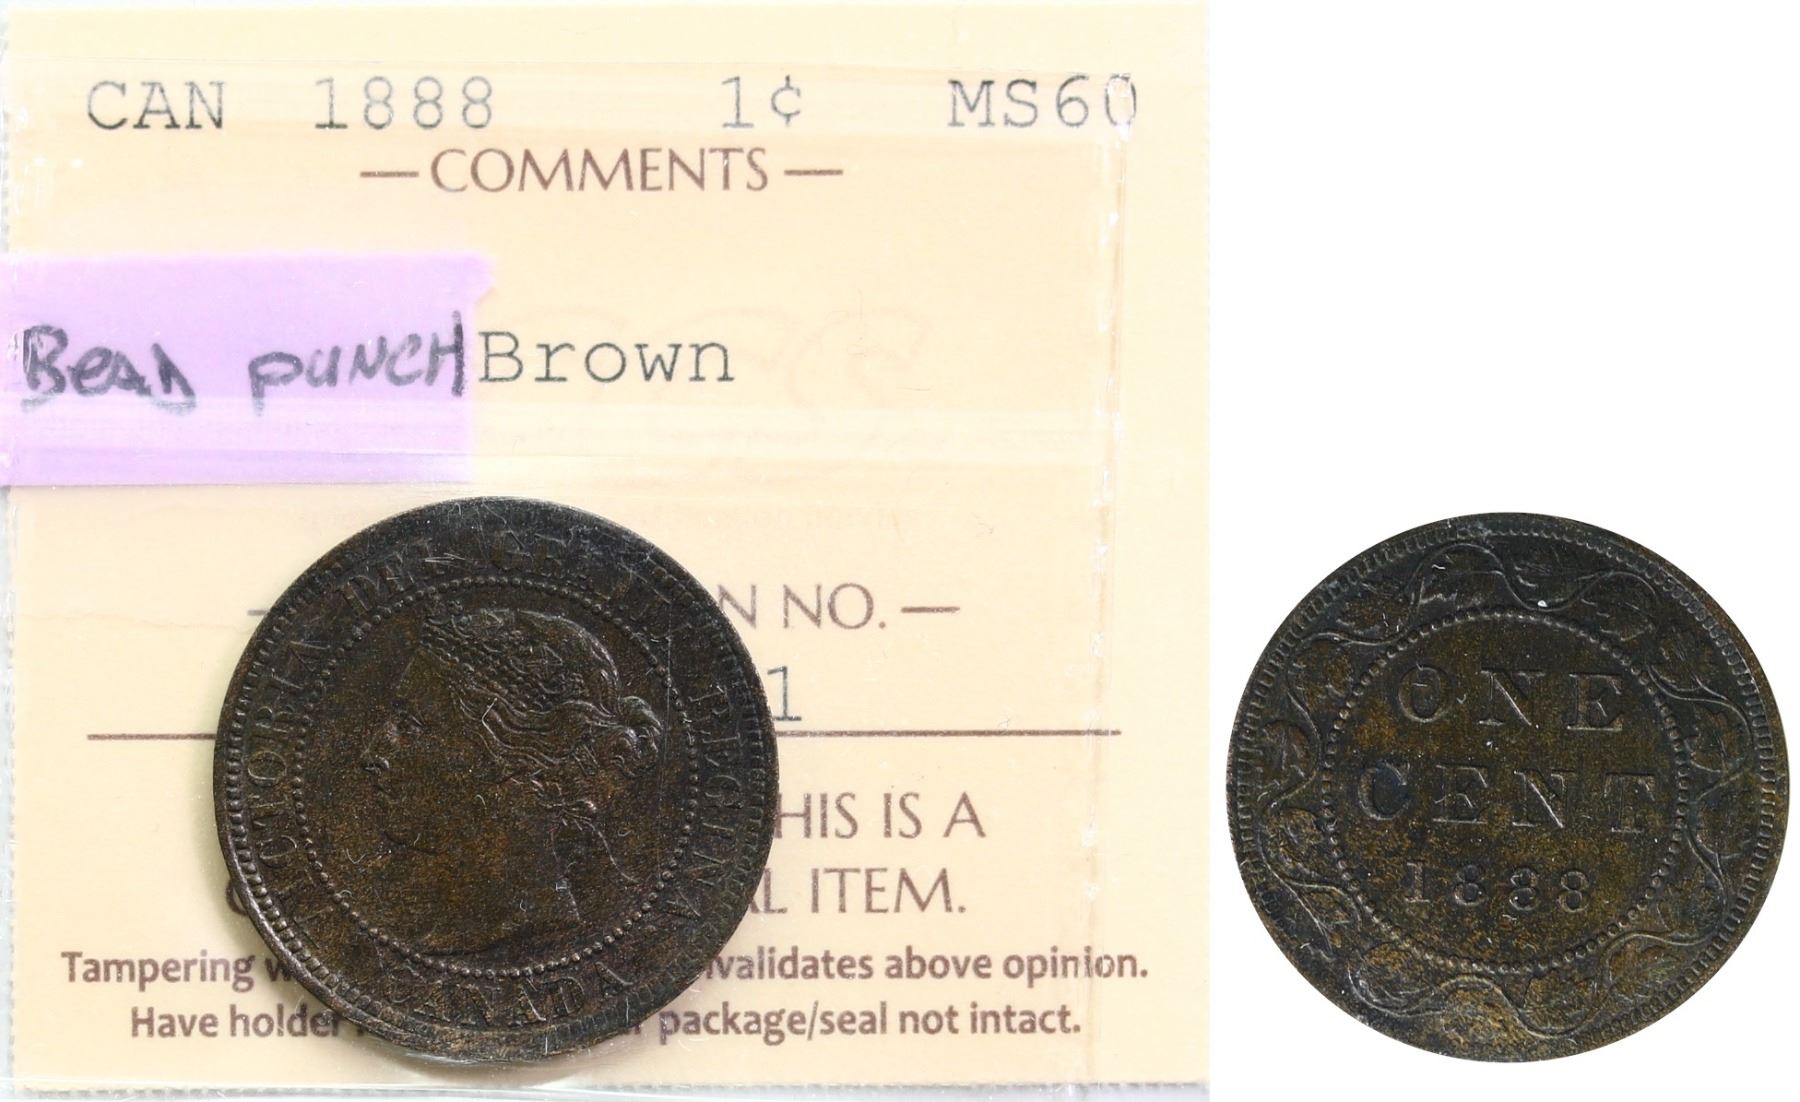 CAN 1888 1¢ MS60
— COMMENTS —
Bead punch Brown
N NO. —
1
HIS IS A
L ITEM.
Tampering w validates above opinion.
Have holder package/seal not intact.
VICTORIA DEI GRATIA REGINA
CANADA
ONE
CENT
1888